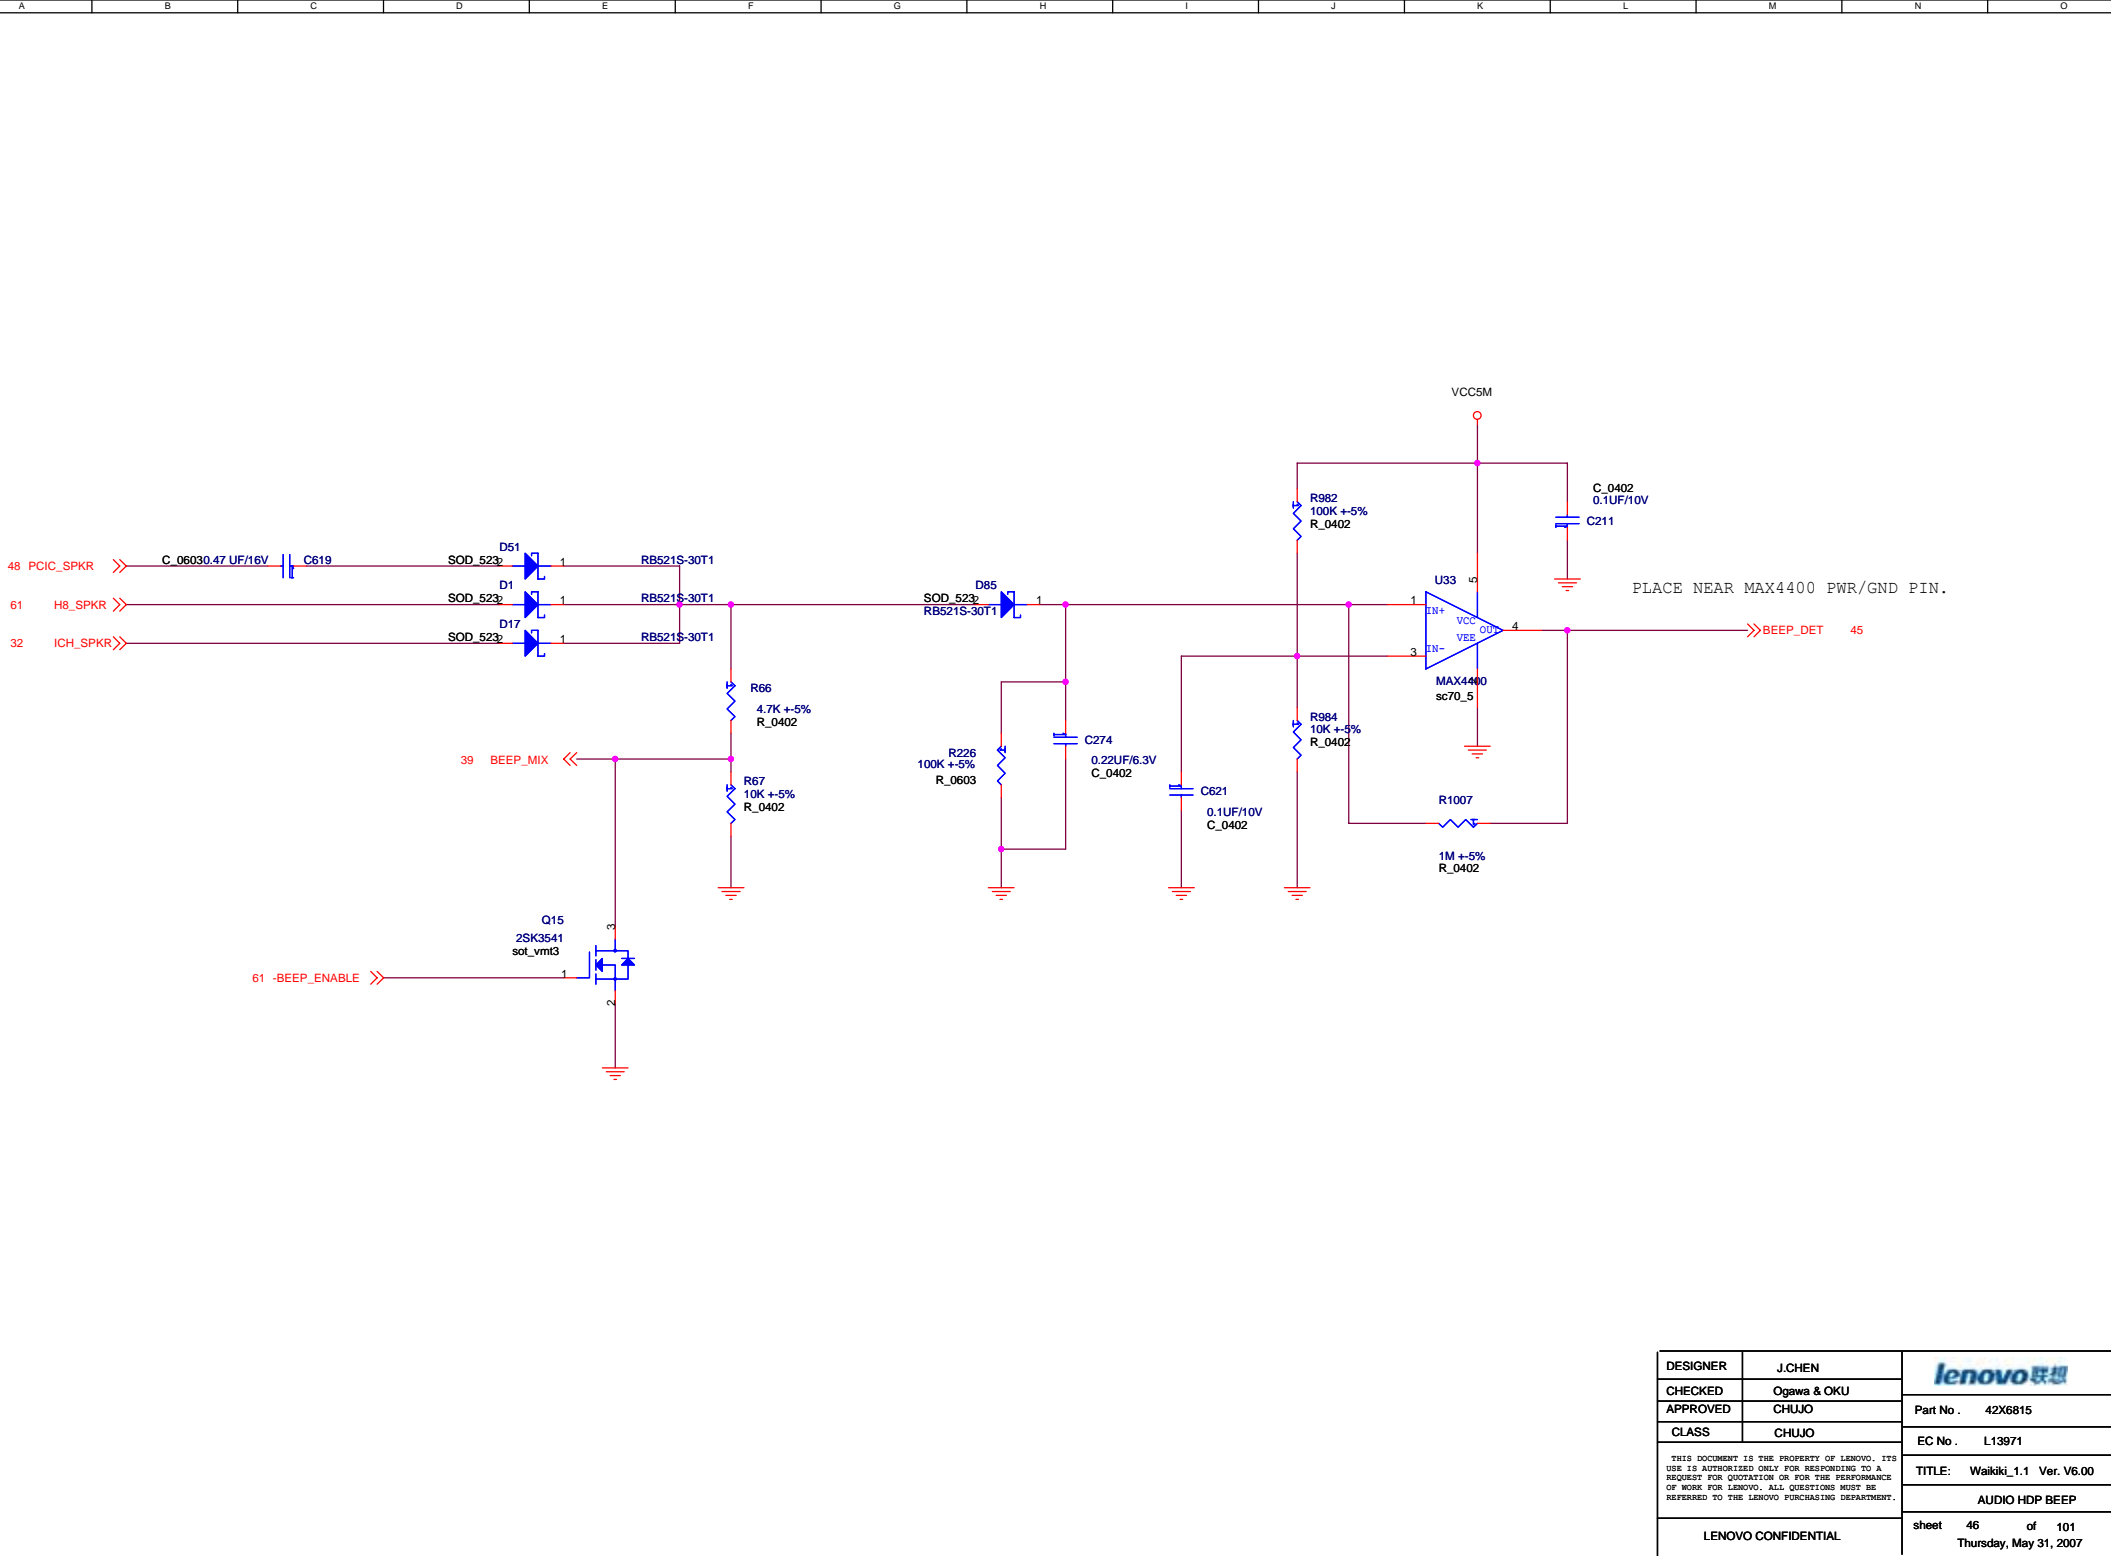 A B C D E F G H I J K L M N O
VCC5M
R982
100K +-5%
R_0402
C_0402
0.1UF/10V
C211
PLACE NEAR MAX4400 PWR/GND PIN.
48 PCIC_SPKR
C_0603 0.47 UF/16V
C619
SOD_523
2
D51
1
RB521S-30T1
61 H8_SPKR
SOD_523
2
D1
1
RB521S-30T1
32 ICH_SPKR
SOD_523
2
D17
1
RB521S-30T1
D85
SOD_523
2
1
RB521S-30T1
U33
5
1
IN+
VCC
OUT
VEE
4
3
IN-
MAX4400
sc70_5
BEEP_DET 45
R66
4.7K +-5%
R_0402
39 BEEP_MIX
R67
10K +-5%
R_0402
R226
100K +-5%
R_0603
C274
0.22UF/6.3V
C_0402
C621
0.1UF/10V
C_0402
R984
10K +-5%
R_0402
R1007
1M +-5%
R_0402
Q15
2SK3541
sot_vmt3
3
1
2
61 -BEEP_ENABLE
DESIGNER J.CHEN
CHECKED Ogawa & OKU
APPROVED CHUJO
CLASS CHUJO
THIS DOCUMENT IS THE PROPERTY OF LENOVO. ITS
USE IS AUTHORIZED ONLY FOR RESPONDING TO A
REQUEST FOR QUOTATION OR FOR THE PERFORMANCE
OF WORK FOR LENOVO. ALL QUESTIONS MUST BE
REFERRED TO THE LENOVO PURCHASING DEPARTMENT.
LENOVO CONFIDENTIAL
lenovo联想
Part No . 42X6815
EC No . L13971
TITLE: Waikiki_1.1 Ver. V6.00
AUDIO HDP BEEP
sheet 46 of 101
Thursday, May 31, 2007